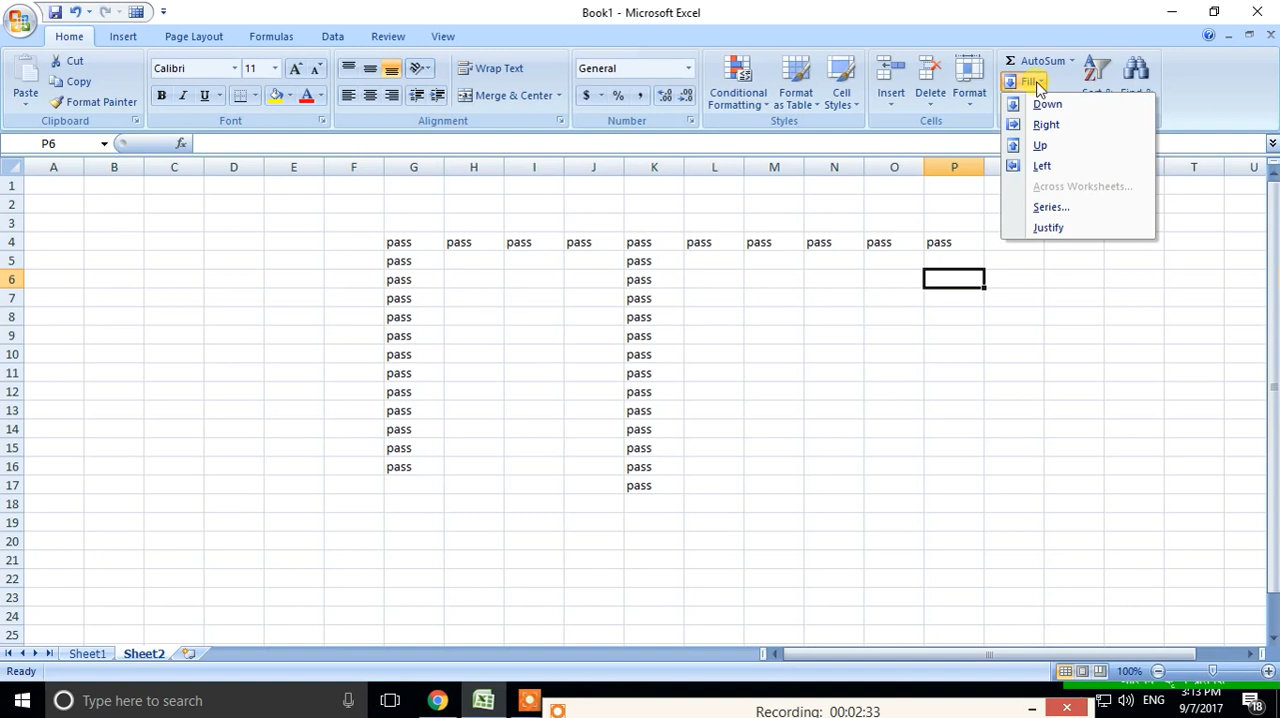 Book1 - Microsoft Excel
Home Insert Page Layout Formulas Data Review View
Paste
Cut
Copy
Format Painter
Clipboard
Calibri 11
B I U
Font
Wrap Text
Merge & Center
Alignment
General
$ % ,
Number
Conditional Formatting
Format as Table
Cell Styles
Styles
Insert Delete Format
Cells
Σ AutoSum
Fill
Down
Right
Up
Left
Across Worksheets...
Series...
Justify
P6 fx
A B C D E F G H I J K L M N O P T U
1
2
3
4 pass pass pass pass pass pass pass pass pass pass
5 pass pass
6 pass pass
7 pass pass
8 pass pass
9 pass pass
10 pass pass
11 pass pass
12 pass pass
13 pass pass
14 pass pass
15 pass pass
16 pass pass
17 pass
18
19
20
21
22
23
24
25
Sheet1 Sheet2
Ready 100%
Type here to search
Recording: 00:02:33
ENG
3:13 PM
9/7/2017
18